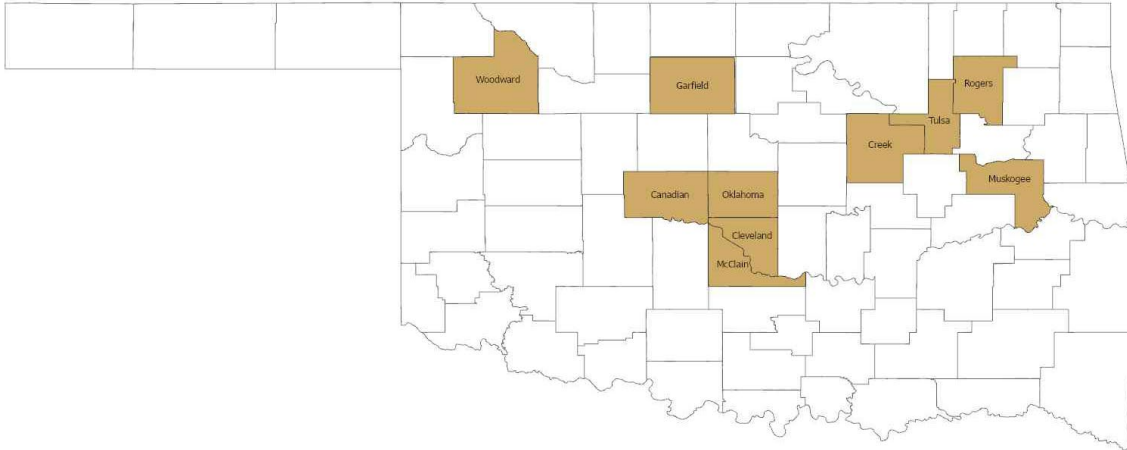 Woodward
Garfield
Rogers
Tulsa
Creek
Muskogee
Canadian
Oklahoma
Cleveland
McClain